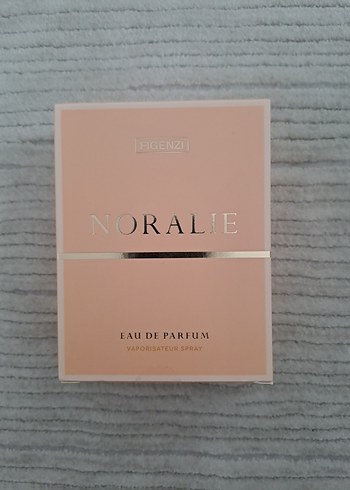 FIGENZI
NORALIE
EAU DE PARFUM
VAPORISATEUR SPRAY